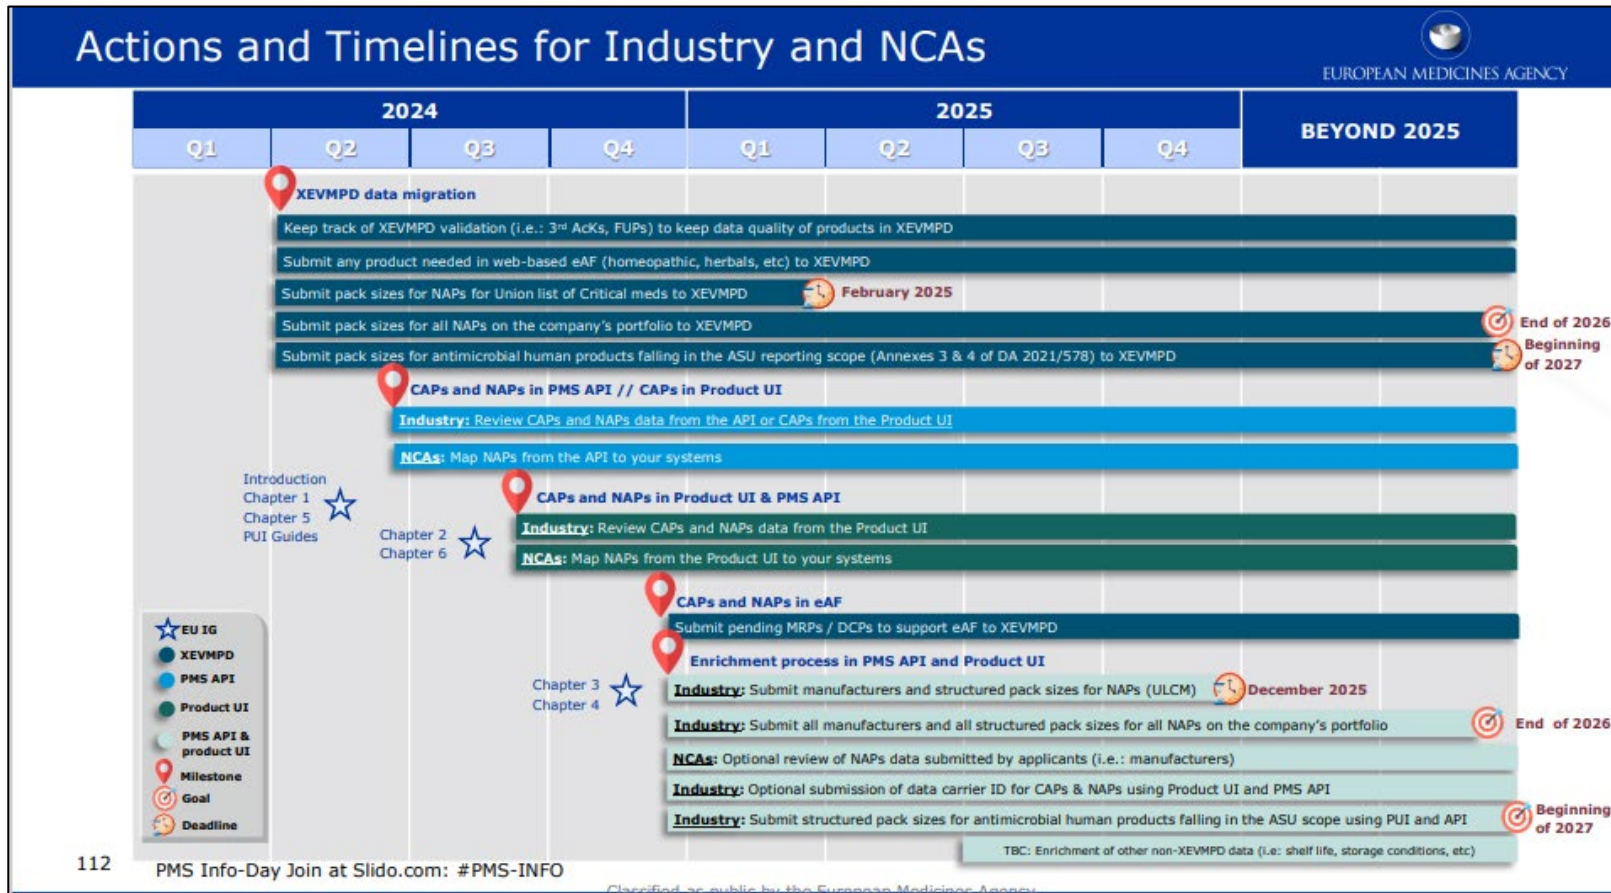 Actions and Timelines for Industry and NCAs
EUROPEAN MEDICINES AGENCY
2024
2025
BEYOND 2025
Q1
Q2
Q3
Q4
Q1
Q2
Q3
Q4
XEVMPD data migration
Keep track of XEVMPD validation (i.e.: 3rd AcKs, FUPs) to keep data quality of products in XEVMPD
Submit any product needed in web-based eAF (homeopathic, herbals, etc) to XEVMPD
Submit pack sizes for NAPs for Union list of Critical meds to XEVMPD
February 2025
Submit pack sizes for all NAPs on the company's portfolio to XEVMPD
End of 2026
Submit pack sizes for antimicrobial human products falling in the ASU reporting scope (Annexes 3 & 4 of DA 2021/578) to XEVMPD
Beginning
of 2027
CAPs and NAPs in PMS API // CAPs in Product UI
Industry: Review CAPs and NAPs data from the API or CAPs from the Product UI
NCAs: Map NAPs from the API to your systems
Introduction
Chapter 1
Chapter 5
PUI Guides
CAPs and NAPs in Product UI & PMS API
Industry: Review CAPs and NAPs data from the Product UI
Chapter 2
Chapter 6
NCAs: Map NAPs from the Product UI to your systems
CAPs and NAPs in eAF
Submit pending MRPs / DCPs to support eAF to XEVMPD
Enrichment process in PMS API and Product UI
Chapter 3
Chapter 4
Industry: Submit manufacturers and structured pack sizes for NAPs (ULCM)
December 2025
Industry: Submit all manufacturers and all structured pack sizes for all NAPs on the company's portfolio
End of 2026
NCAs: Optional review of NAPs data submitted by applicants (i.e.: manufacturers)
Industry: Optional submission of data carrier ID for CAPs & NAPs using Product UI and PMS API
Industry: Submit structured pack sizes for antimicrobial human products falling in the ASU scope using PUI and API
Beginning
of 2027
TBC: Enrichment of other non-XEVMPD data (i.e: shelf life, storage conditions, etc)
EU IG
XEVMPD
PMS API
Product UI
PMS API &
product UI
Milestone
Goal
Deadline
112
PMS Info-Day Join at Slido.com: #PMS-INFO
Classified as public by the European Medicines Agency